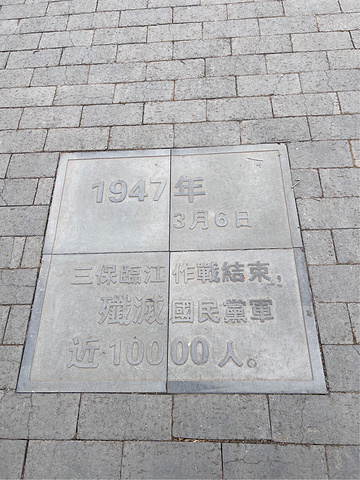 1947年
3月6日
三保臨江作戰結束，
殲滅國民黨軍
近10000人。